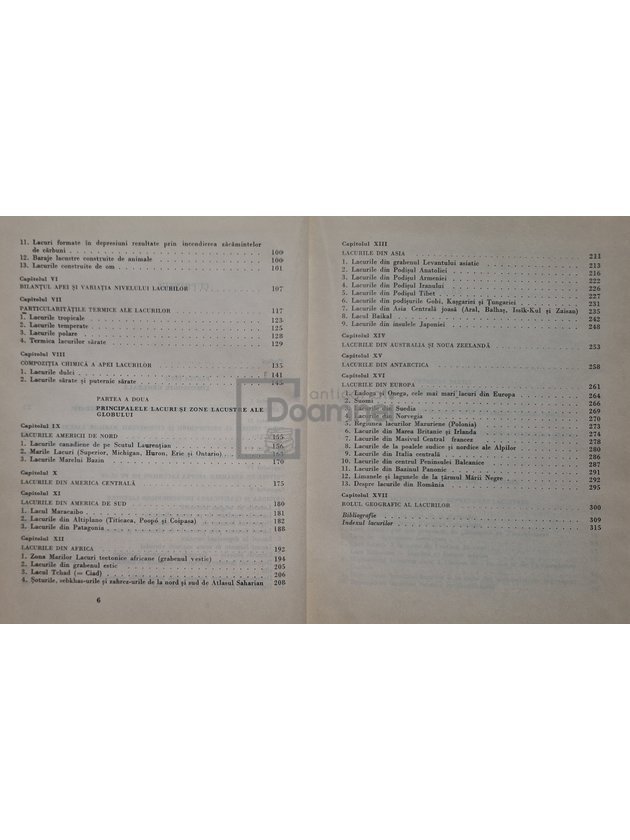 11. Lacuri formate în depresiuni rezultate prin incendierea zăcămintelor
de cărbuni . . . . . . . . . . 100
12. Baraje lacustre construite de animale . . . . . . . . . . 100
13. Lacurile construite de om . . . . . . . . . . 101
Capitolul VI
BILANȚUL APEI ȘI VARIAȚIA NIVELULUI LACURILOR . . . . . . . . . . 107
Capitolul VII
PARTICULARITĂȚILE TERMICE ALE LACURILOR . . . . . . . . . . 117
1. Lacurile tropicale . . . . . . . . . . 123
2. Lacurile temperate . . . . . . . . . . 125
3. Lacurile polare . . . . . . . . . . 128
4. Termica lacurilor sărate . . . . . . . . . . 129
Capitolul VIII
COMPOZIȚIA CHIMICĂ A APEI LACURILOR . . . . . . . . . . 135
1. Lacurile dulci . . . . . . . . . . 141
2. Lacurile sărate și puternic sărate . . . . . . . . . . 145
PARTEA A DOUA
PRINCIPALELE LACURI ȘI ZONE LACUSTRE ALE
GLOBULUI
Capitolul IX
LACURILE AMERICII DE NORD . . . . . . . . . . 155
1. Lacurile canadiene de pe Scutul Laurențian . . . . . . . . . . 156
2. Marile Lacuri (Superior, Michigan, Huron, Erie și Ontario) . . . . . . . . . .
3. Lacurile Marelui Bazin . . . . . . . . . . 170
Capitolul X
LACURILE DIN AMERICA CENTRALĂ . . . . . . . . . . 175
Capitolul XI
LACURILE DIN AMERICA DE SUD . . . . . . . . . . 180
1. Lacul Maracaibo . . . . . . . . . . 181
2. Lacurile din Altiplano (Titicaca, Poopó și Coipasa) . . . . . . . . . . 182
3. Lacurile din Patagonia . . . . . . . . . . 188
Capitolul XII
LACURILE DIN AFRICA . . . . . . . . . . 192
1. Zona Marilor Lacuri tectonice africane (grabenul vestic) . . . . . . . . . . 194
2. Lacurile din grabenul estic . . . . . . . . . . 205
3. Lacul Tchad (= Ciad) . . . . . . . . . . 206
4. Șoturile, sebkhas-urile și zahrez-urile de la nord și sud de Atlasul Saharian 208
6
Capitolul XIII
LACURILE DIN ASIA . . . . . . . . . . 211
1. Lacurile din grabenul Levantului asiatic . . . . . . . . . . 213
2. Lacurile din Podișul Anatoliei . . . . . . . . . . 216
3. Lacurile din Podișul Armeniei . . . . . . . . . . 222
4. Lacurile din Podișul Iranului . . . . . . . . . . 226
5. Lacurile din Podișul Tibet . . . . . . . . . . 227
6. Lacurile din podișurile Gobi, Kașgariei și Țungariei . . . . . . . . . . 231
7. Lacurile din Asia Centrală joasă (Aral, Balhaș, Issîk-Kul și Zaisan) 235
8. Lacul Baikal . . . . . . . . . . 242
9. Lacurile din insulele Japoniei . . . . . . . . . . 248
Capitolul XIV
LACURILE DIN AUSTRALIA ȘI NOUA ZEELANDĂ . . . . . . . . . . 253
Capitolul XV
LACURILE DIN ANTARCTICA . . . . . . . . . . 258
Capitolul XVI
LACURILE DIN EUROPA . . . . . . . . . . 261
1. Ladoga și Onega, cele mai mari lacuri din Europa . . . . . . . . . . 264
2. Suomi . . . . . . . . . . 266
3. Lacurile din Suedia . . . . . . . . . . 269
4. Lacurile din Norvegia . . . . . . . . . . 270
5. Regiunea lacurilor Mazuriene (Polonia) . . . . . . . . . . 273
6. Lacurile din Marea Britanie și Irlanda . . . . . . . . . . 274
7. Lacurile din Masivul Central francez . . . . . . . . . . 278
8. Lacurile de la poalele sudice și nordice ale Alpilor . . . . . . . . . . 280
9. Lacurile din Italia centrală . . . . . . . . . . 286
10. Lacurile din centrul Peninsulei Balcanice . . . . . . . . . . 287
11. Lacurile din Bazinul Panonic . . . . . . . . . . 291
12. Limanele și lagunele de la țărmul Mării Negre . . . . . . . . . . 292
13. Despre lacurile din România . . . . . . . . . . 295
Capitolul XVII
ROLUL GEOGRAFIC AL LACURILOR . . . . . . . . . . 300
Bibliografie . . . . . . . . . . 309
Indexul lacurilor . . . . . . . . . . 315